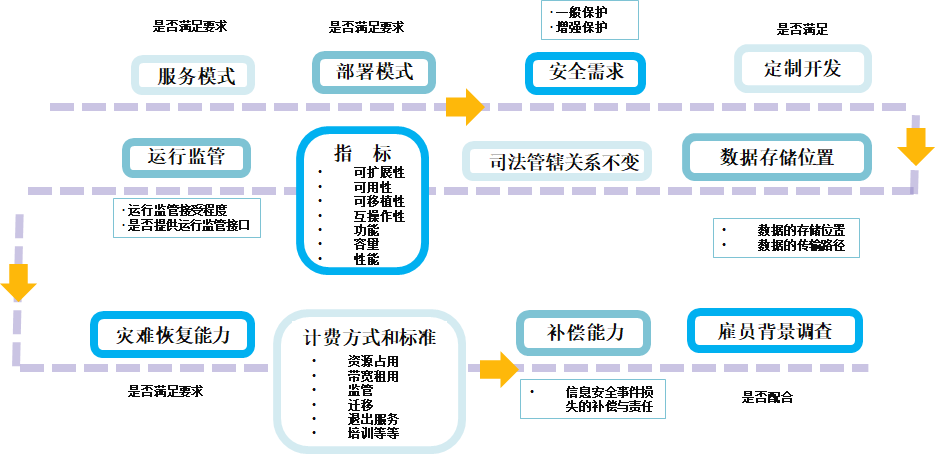 是否满足要求
是否满足要求
·一般保护
·增强保护
是否满足
服务模式
部署模式
安全需求
定制开发
运行监管
·运行监管接受程度
·是否提供运行监管接口
指 标
• 可扩展性
• 可用性
• 可移植性
• 互操作性
• 功能
• 容量
• 性能
司法管辖关系不变
数据存储位置
• 数据的存储位置
• 数据的传输路径
灾难恢复能力
是否满足要求
计费方式和标准
• 资源占用
• 带宽租用
• 监管
• 迁移
• 退出服务
• 培训等等
补偿能力
• 信息安全事件损
失的补偿与责任
雇员背景调查
是否配合